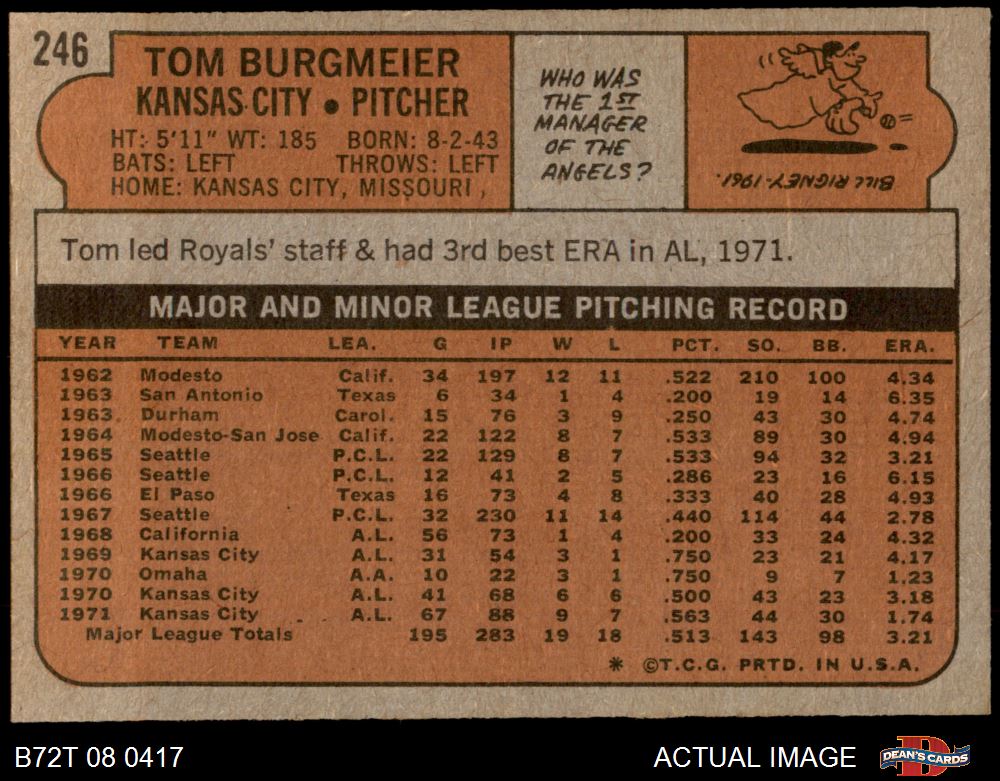 246
TOM BURGMEIER
KANSAS CITY • PITCHER
HT: 5'11" WT: 185 BORN: 8-2-43
BATS: LEFT THROWS: LEFT
HOME: KANSAS CITY, MISSOURI
WHO WAS
THE 1ST
MANAGER
OF THE
ANGELS?
BILL RIGNEY-1961.
Tom led Royals' staff & had 3rd best ERA in AL, 1971.
MAJOR AND MINOR LEAGUE PITCHING RECORD
YEAR TEAM LEA. G IP W L PCT. SO. BB. ERA.
1962 Modesto Calif. 34 197 12 11 .522 210 100 4.34
1963 San Antonio Texas 6 34 1 4 .200 19 14 6.35
1963 Durham Carol. 15 76 3 9 .250 43 30 4.74
1964 Modesto-San Jose Calif. 22 122 8 7 .533 89 30 4.94
1965 Seattle P.C.L. 22 129 8 7 .533 94 32 3.21
1966 Seattle P.C.L. 12 41 2 5 .286 23 16 6.15
1966 El Paso Texas 16 73 4 8 .333 40 28 4.93
1967 Seattle P.C.L. 32 230 11 14 .440 114 44 2.78
1968 California A.L. 56 73 1 4 .200 33 24 4.32
1969 Kansas City A.L. 31 54 3 1 .750 23 21 4.17
1970 Omaha A.A. 10 22 3 1 .750 9 7 1.23
1970 Kansas City A.L. 41 68 6 6 .500 43 23 3.18
1971 Kansas City A.L. 67 88 9 7 .563 44 30 1.74
Major League Totals 195 283 19 18 .513 143 98 3.21
* ©T.C.G. PRTD. IN U.S.A.
B72T 08 0417 ACTUAL IMAGE DEAN'S CARDS